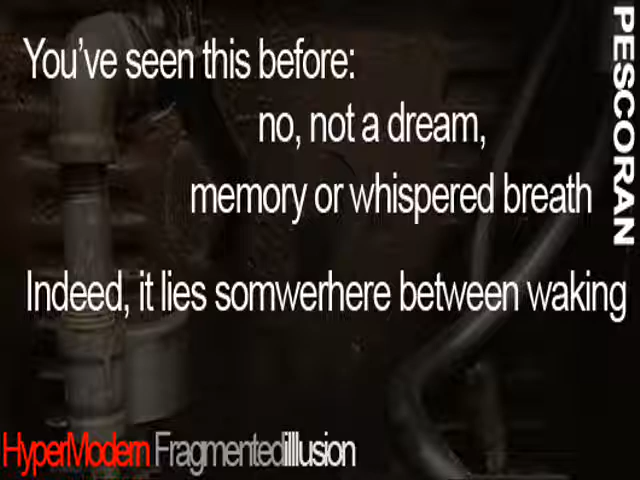 You've seen this before:
no, not a dream,
memory or whispered breath
Indeed, it lies somwerhere between waking
HyperModern Fragmentedillusion
PESCORAN